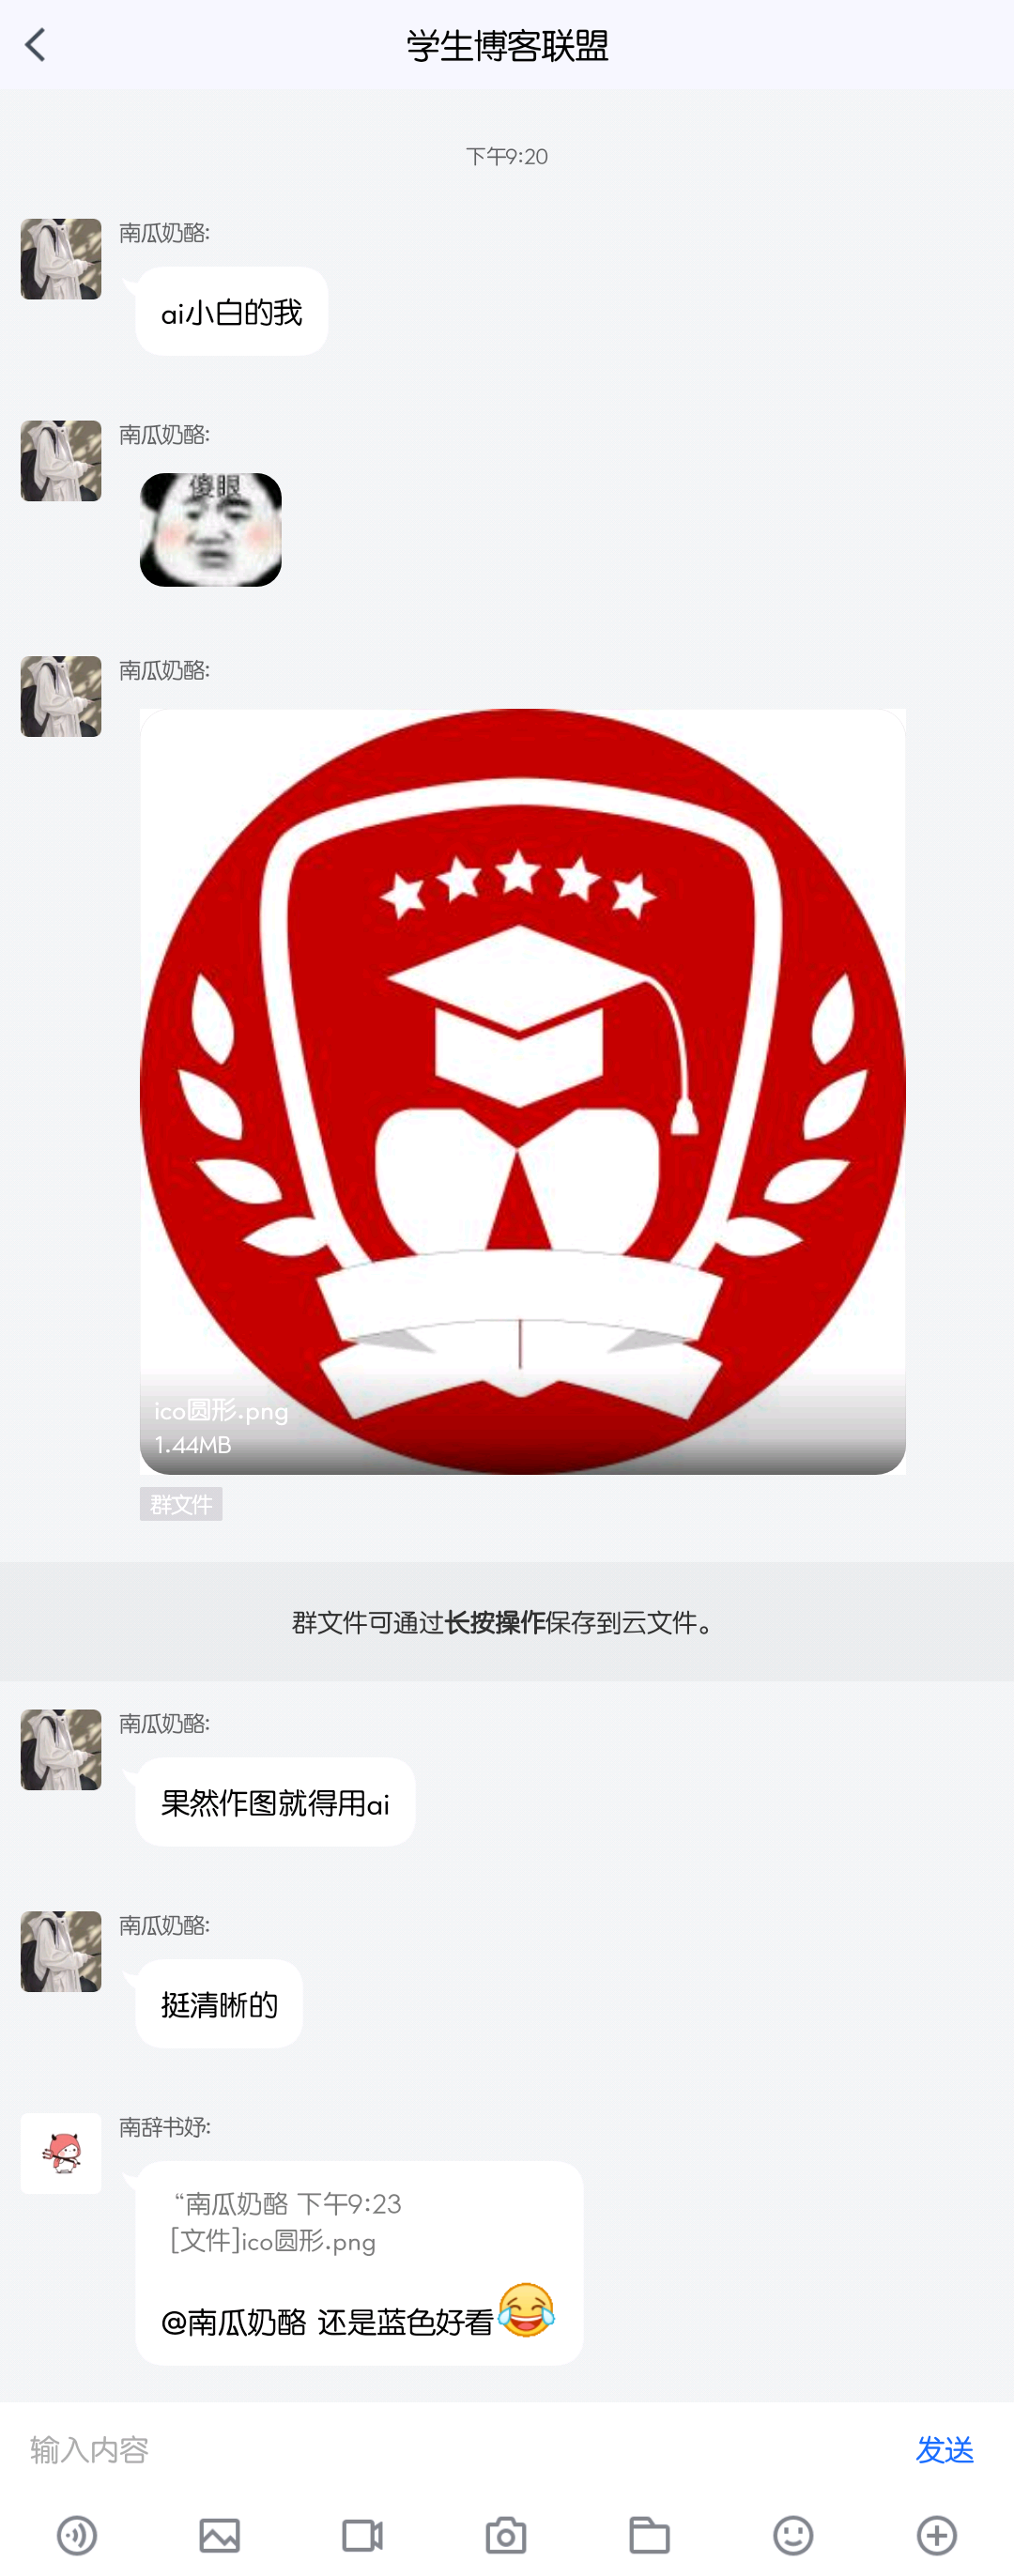 学生博客联盟
下午9:20
南瓜奶酪:
ai小白的我
南瓜奶酪:
傻眼
南瓜奶酪:
ico圆形.png
1.44MB
群文件
群文件可通过长按操作保存到云文件。
南瓜奶酪:
果然作图就得用ai
南瓜奶酪:
挺清晰的
南辞书妤:
“南瓜奶酪 下午9:23
[文件]ico圆形.png
@南瓜奶酪 还是蓝色好看😂
输入内容
发送